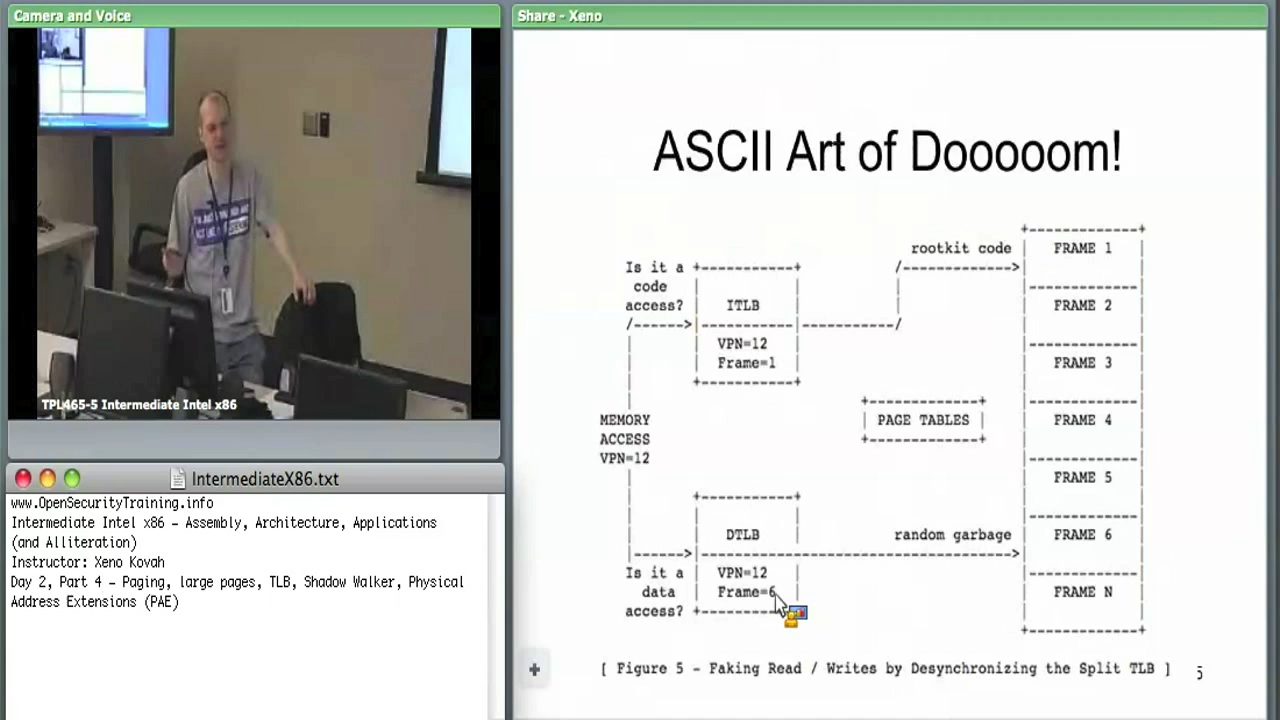 Camera and Voice
TPL465-5 Intermediate Intel x86
IntermediateX86.txt
www.OpenSecurityTraining.info
Intermediate Intel x86 – Assembly, Architecture, Applications
(and Alliteration)
Instructor: Xeno Kovah
Day 2, Part 4 – Paging, large pages, TLB, Shadow Walker, Physical
Address Extensions (PAE)
Share - Xeno
ASCII Art of Dooooom!
Is it a
code
access?
ITLB
VPN=12
Frame=1
rootkit code
MEMORY
ACCESS
VPN=12
PAGE TABLES
DTLB
VPN=12
Frame=6
Is it a
data
access?
random garbage
FRAME 1
FRAME 2
FRAME 3
FRAME 4
FRAME 5
FRAME 6
FRAME N
[ Figure 5 - Faking Read / Writes by Desynchronizing the Split TLB ]
5